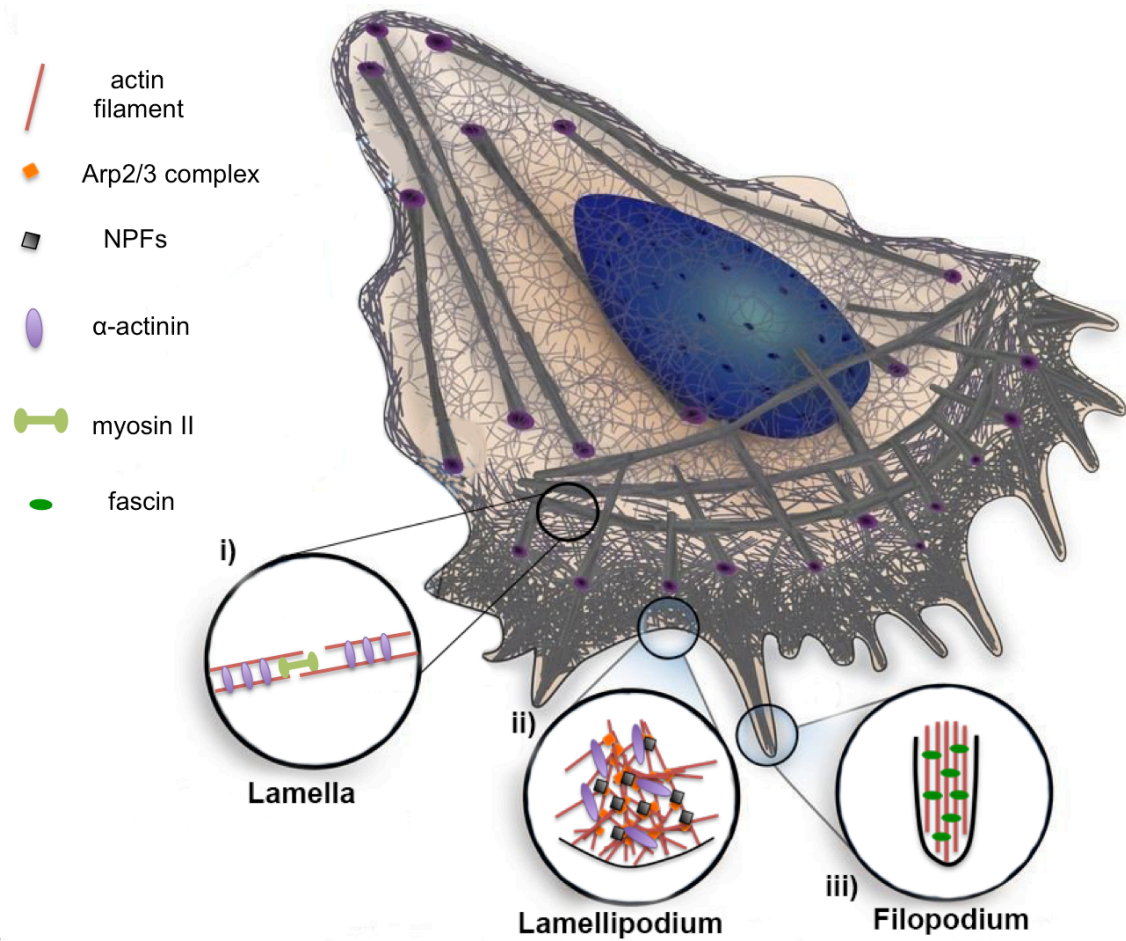 actin
filament
Arp2/3 complex
NPFs
α-actinin
myosin II
fascin
i)
Lamella
ii)
Lamellipodium
iii)
Filopodium